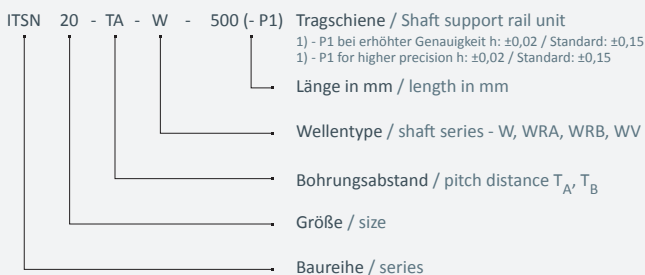 ITSN 20 - TA - W - 500 (- P1) Tragschiene / Shaft support rail unit
1) - P1 bei erhöhter Genauigkeit h: ±0,02 / Standard: ±0,15
1) - P1 for higher precision h: ±0,02 / Standard: ±0,15
Länge in mm / length in mm
Wellentype / shaft series - W, WRA, WRB, WV
Bohrungsabstand / pitch distance T_A, T_B
Größe / size
Baureihe / series